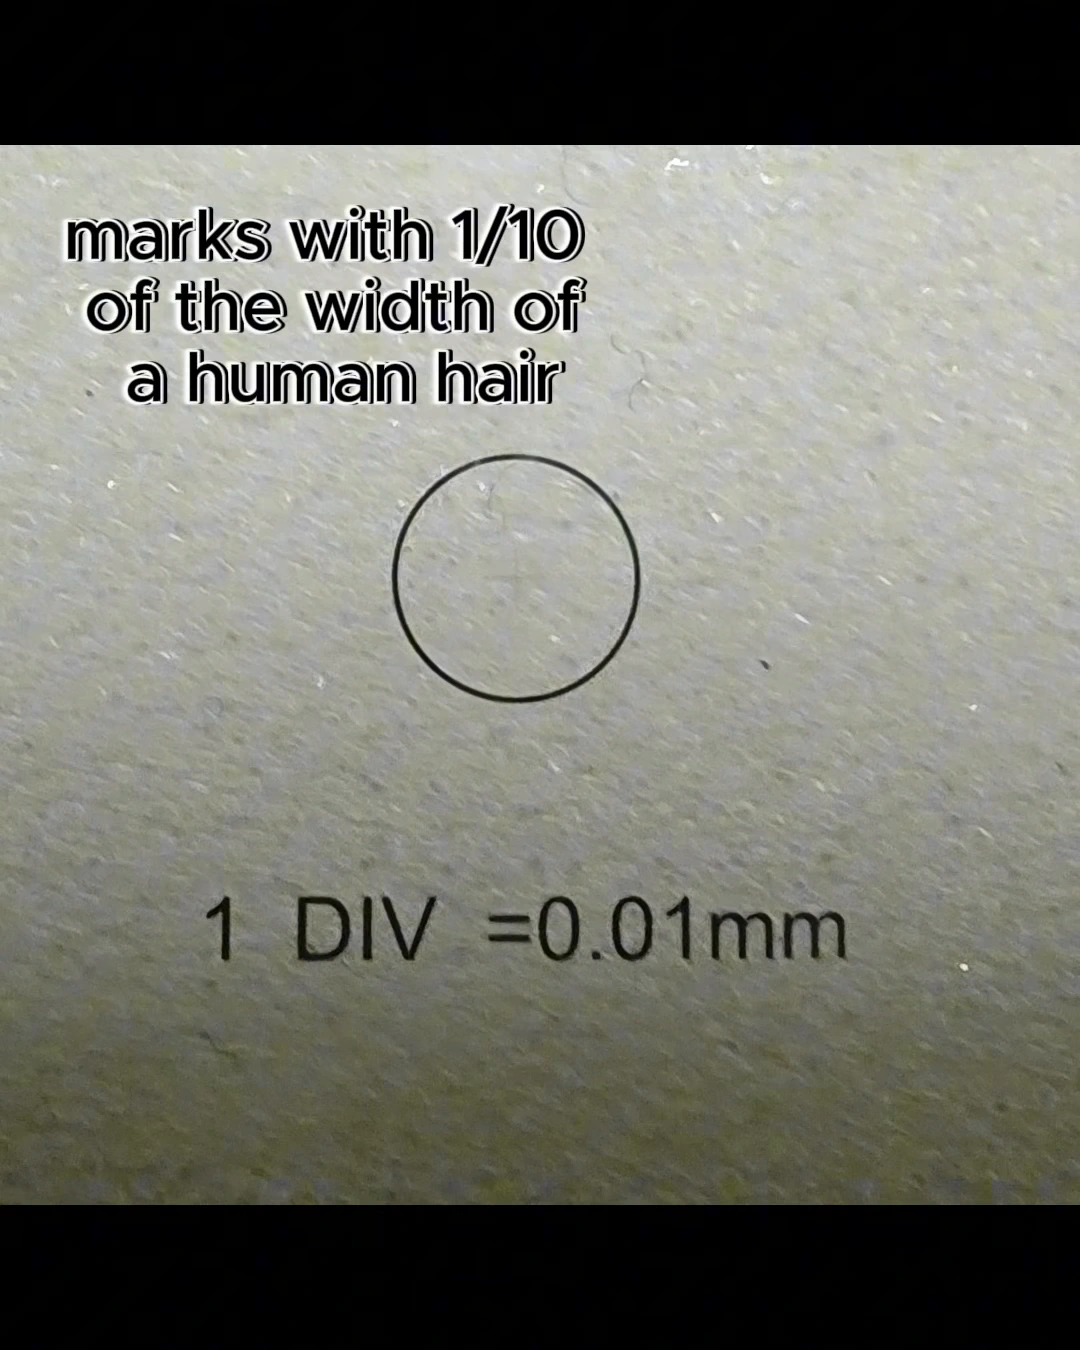 marks with 1/10
of the width of
a human hair
1 DIV =0.01mm